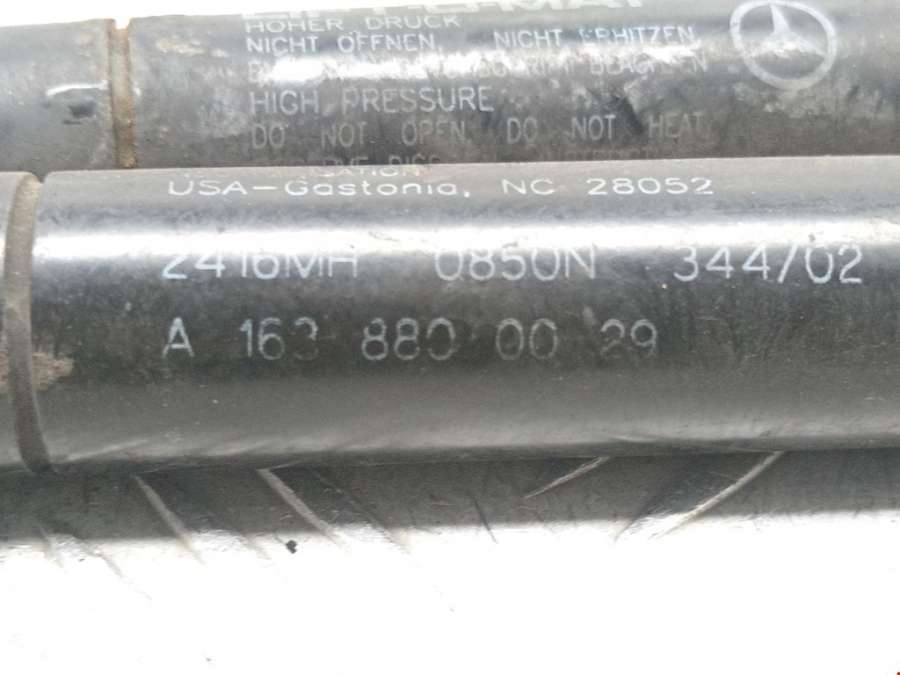 HOHER DRUCK
NICHT ÖFFNEN, NICHT ERHITZEN
HIGH PRESSURE
DO NOT OPEN, DO NOT HEAT
USA-Gastonia, NC 28052
2416MH 0850N 344/02
A 163 880 00 29